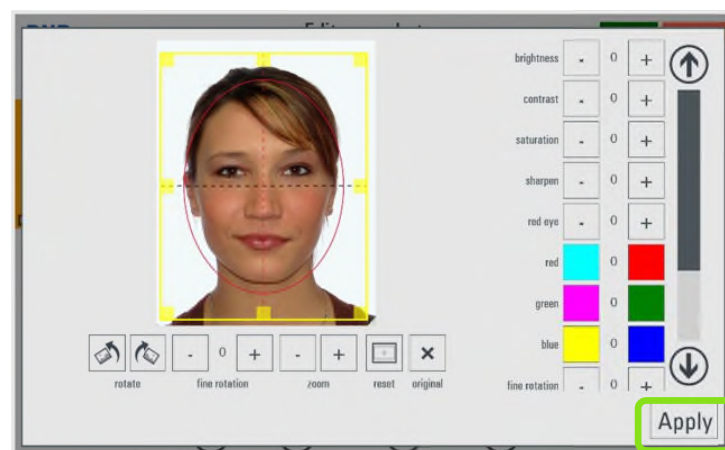 brightness - 0 +
contrast - 0 +
saturation - 0 +
sharpen - 0 +
red eye - 0 +
red 0
green 0
blue 0
fine rotation - 0 +
- 0 + - + ×
rotate fine rotation zoom reset original
Apply